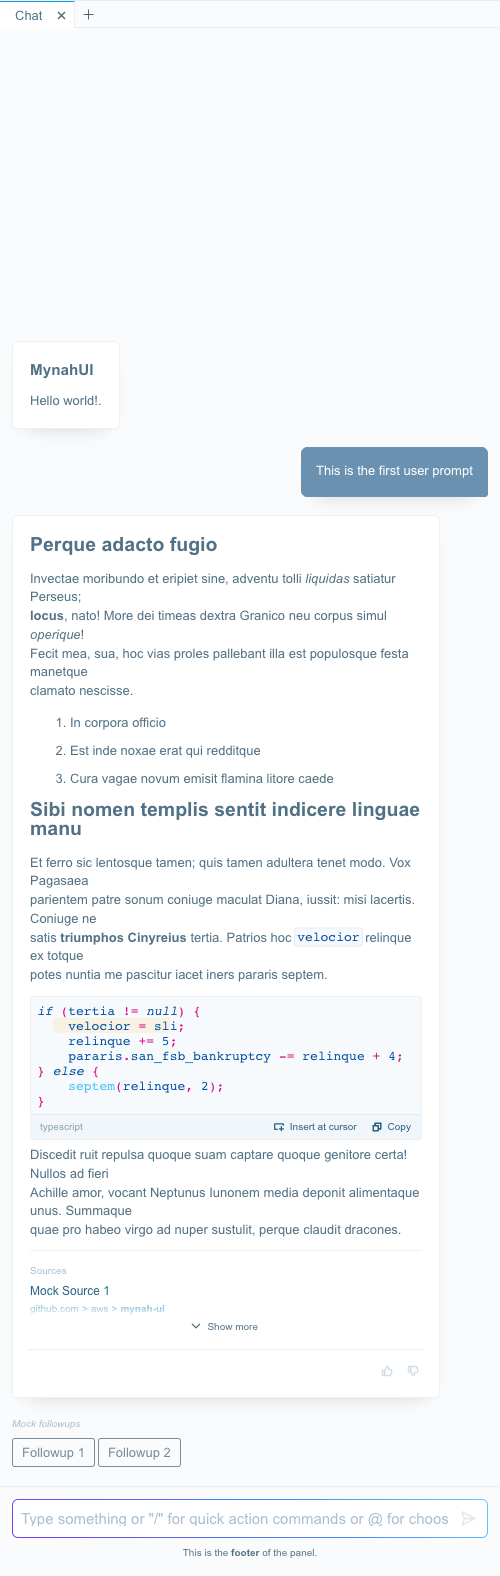 Chat
MynahUI
Hello world!.
This is the first user prompt
Perque adacto fugio
Invectae moribundo et eripiet sine, adventu tolli liquidas satiatur
Perseus;
locus, nato! More dei timeas dextra Granico neu corpus simul
operique!
Fecit mea, sua, hoc vias proles pallebant illa est populosque festa
manetque
clamato nescisse.
1. In corpora officio
2. Est inde noxae erat qui redditque
3. Cura vagae novum emisit flamina litore caede
Sibi nomen templis sentit indicere linguae
manu
Et ferro sic lentosque tamen; quis tamen adultera tenet modo. Vox
Pagasaea
parientem patre sonum coniuge maculat Diana, iussit: misi lacertis.
Coniuge ne
satis triumphos Cinyreius tertia. Patrios hoc velocior relinque
ex totque
potes nuntia me pascitur iacet iners pararis septem.
if (tertia != null) {
    velocior = sli;
    relinque += 5;
    pararis.san_fsb_bankruptcy -= relinque + 4;
} else {
    septem(relinque, 2);
}
typescript Insert at cursor Copy
Discedit ruit repulsa quoque suam captare quoque genitore certa!
Nullos ad fieri
Achille amor, vocant Neptunus Iunonem media deponit alimentaque
unus. Summaque
quae pro habeo virgo ad nuper sustulit, perque claudit dracones.
Sources
Mock Source 1
github.com > aws > mynah-ui
Show more
Mock followups
Followup 1 Followup 2
Type something or "/" for quick action commands or @ for choos
This is the footer of the panel.